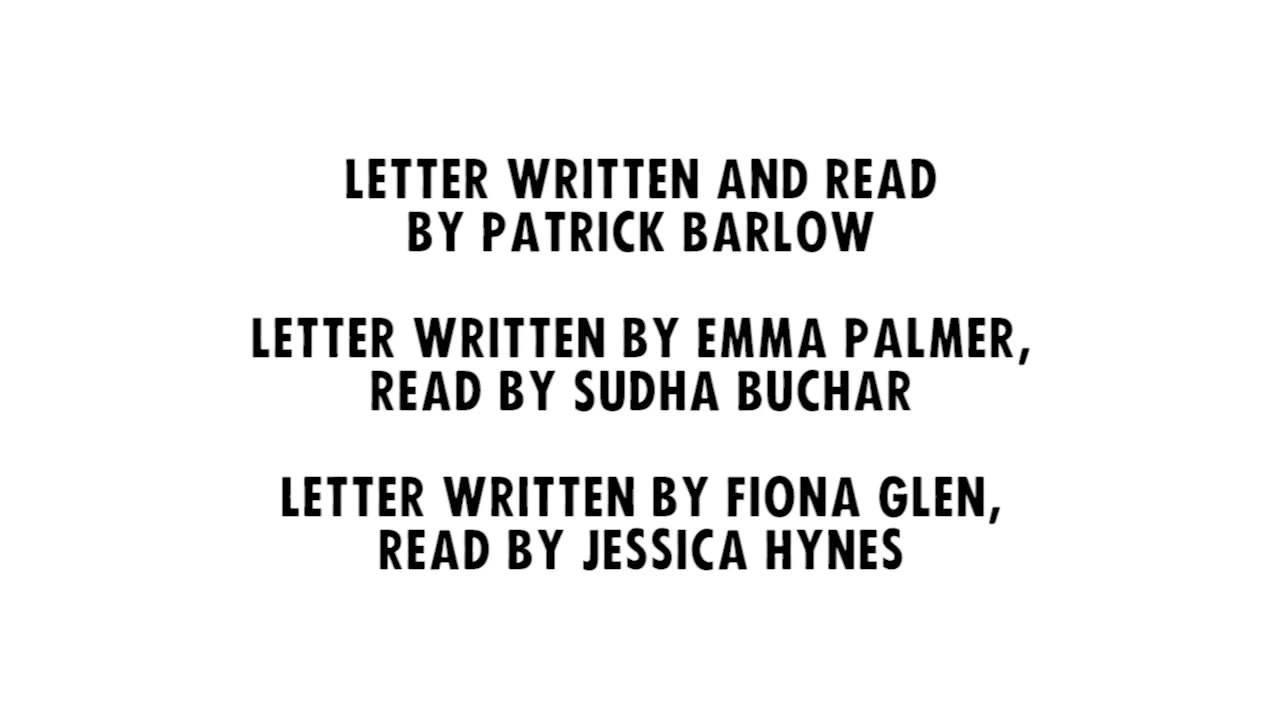 LETTER WRITTEN AND READ
BY PATRICK BARLOW
LETTER WRITTEN BY EMMA PALMER,
READ BY SUDHA BUCHAR
LETTER WRITTEN BY FIONA GLEN,
READ BY JESSICA HYNES